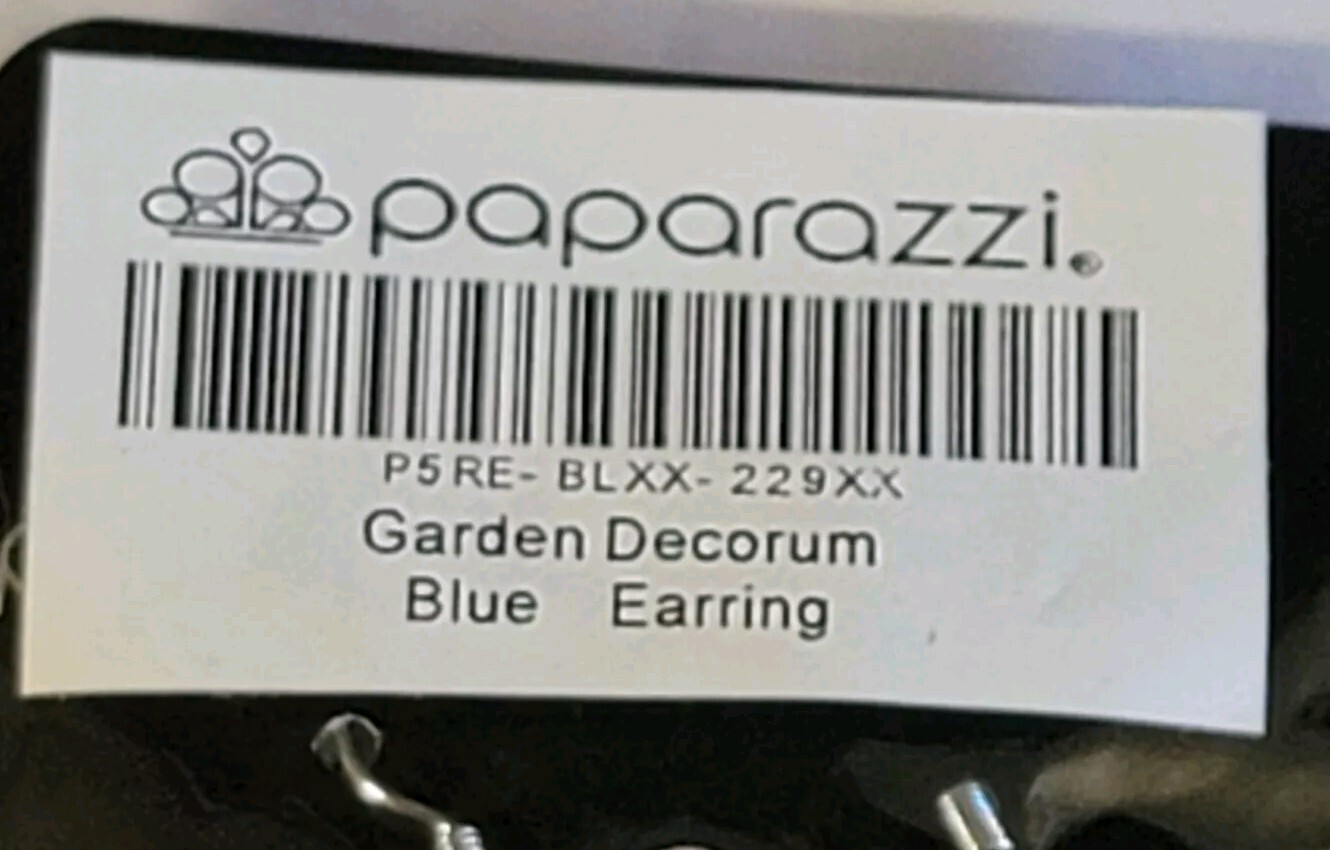 paparazzi®
P5RE-BLXX-229XX
Garden Decorum
Blue Earring